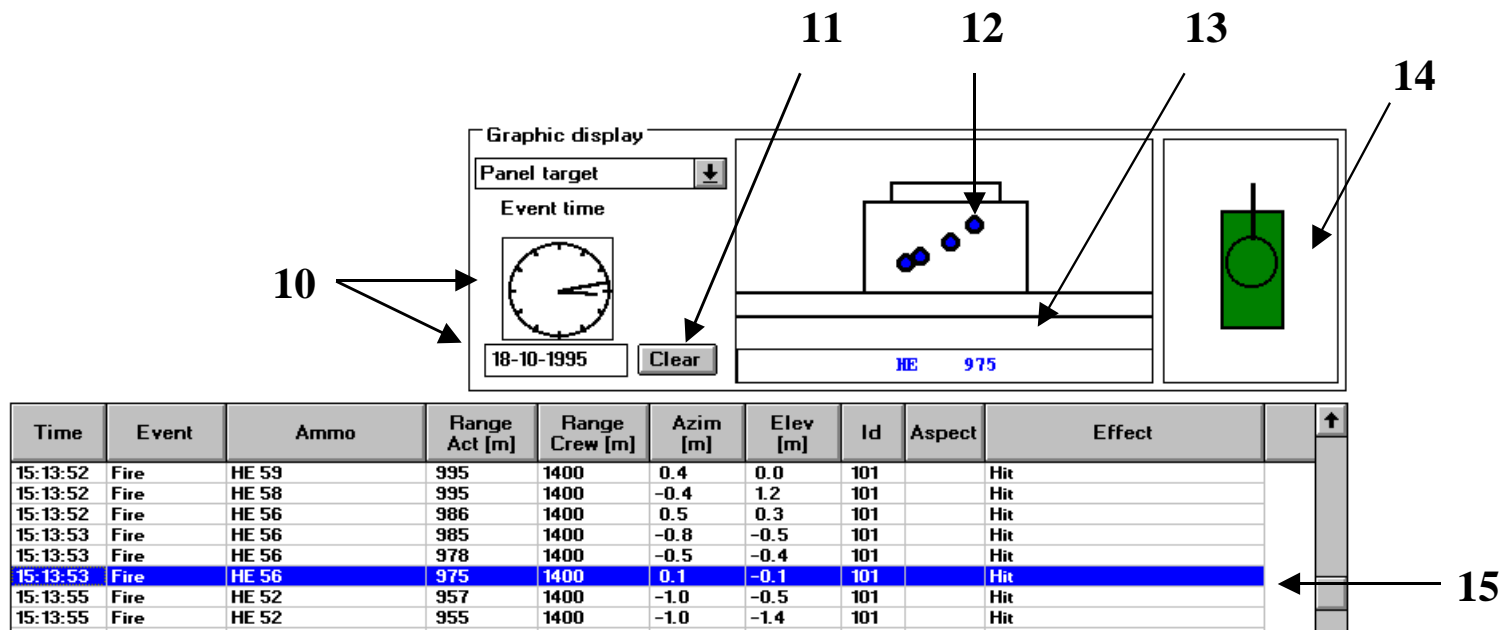 11 12 13
14
Graphic display
Panel target
Event time
10
18-10-1995 Clear
HE 975
Time Event Ammo Range Act [m] Range Crew [m] Azim [m] Elev [m] Id Aspect Effect
15:13:52 Fire HE 59 995 1400 0.4 0.0 101 Hit
15:13:52 Fire HE 58 995 1400 -0.4 1.2 101 Hit
15:13:52 Fire HE 56 986 1400 0.5 0.3 101 Hit
15:13:53 Fire HE 56 985 1400 -0.8 -0.5 101 Hit
15:13:53 Fire HE 56 978 1400 -0.5 -0.4 101 Hit
15:13:53 Fire HE 56 975 1400 0.1 -0.1 101 Hit
15
15:13:55 Fire HE 52 957 1400 -1.0 -0.5 101 Hit
15:13:55 Fire HE 52 955 1400 -1.0 -1.4 101 Hit